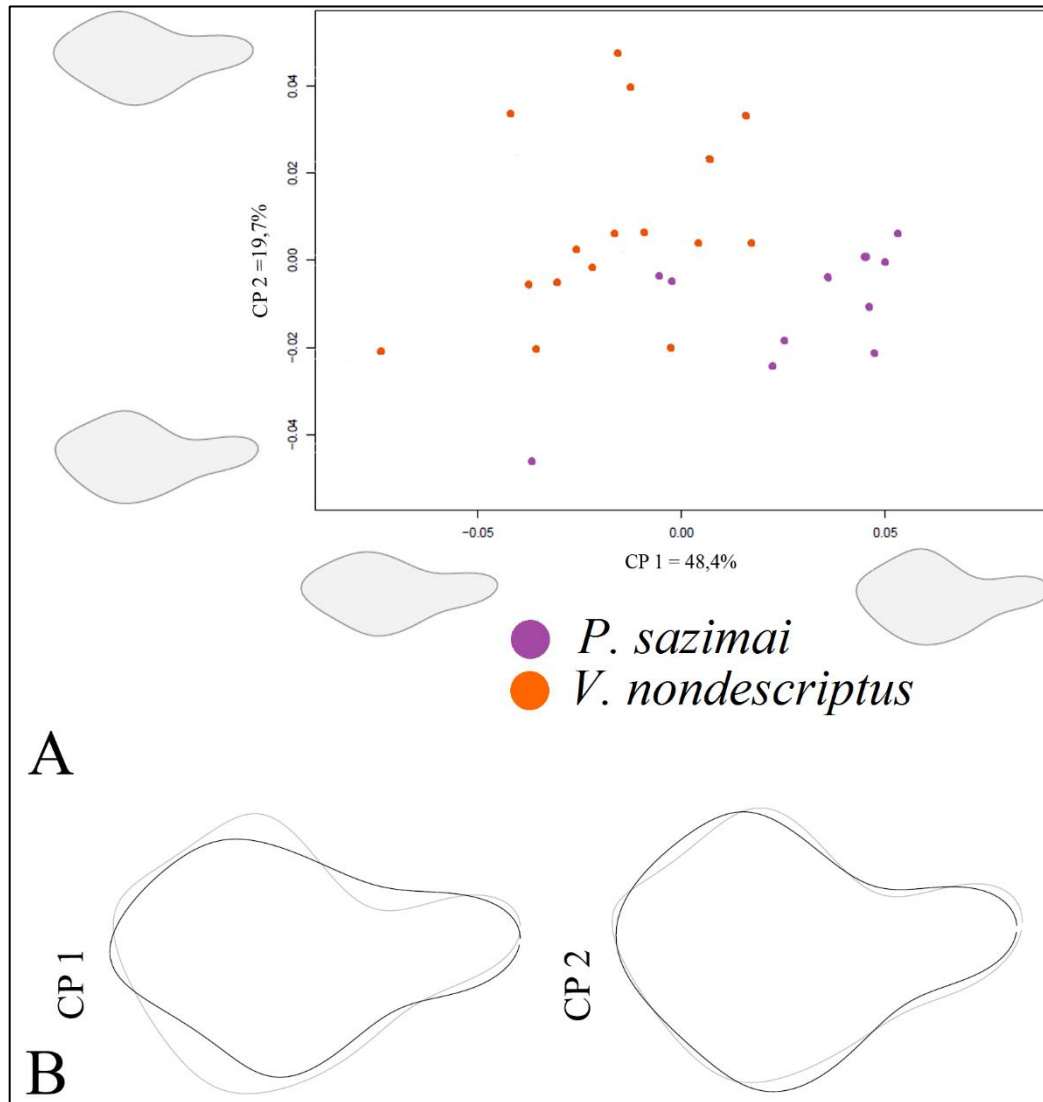 0.04
0.02
0.00
−0.02
−0.04
CP 2 =19,7%
−0.05
0.00
0.05
CP 1 = 48,4%
P. sazimai
V. nondescriptus
A
CP 1
CP 2
B